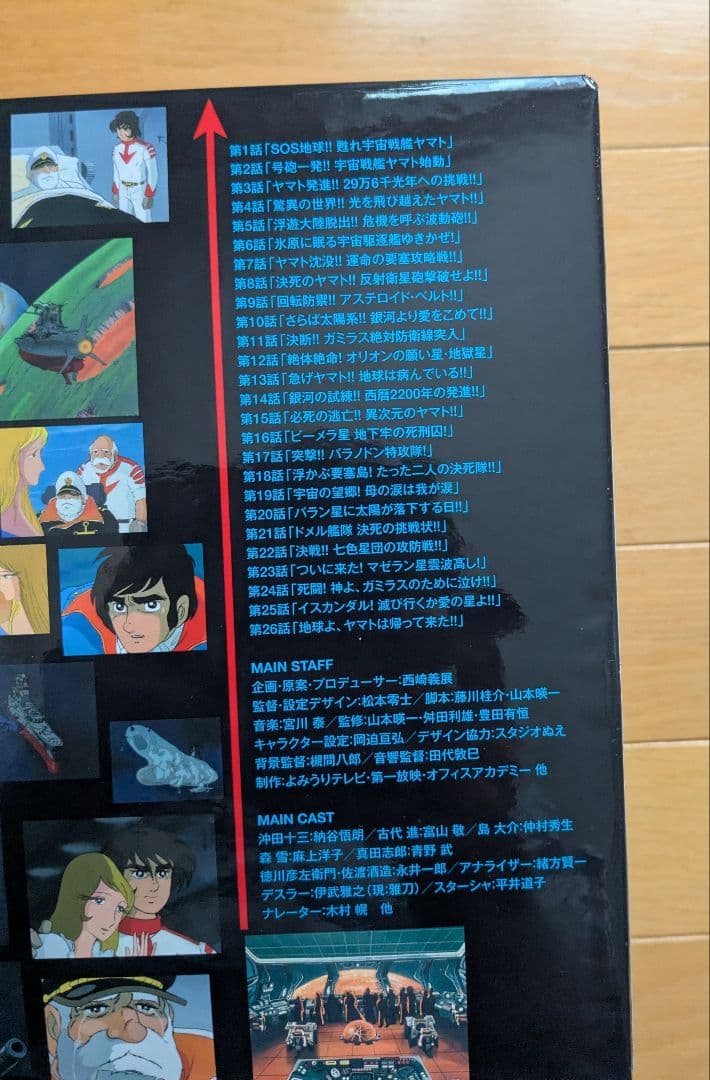 第1話「SOS地球!! 甦れ宇宙戦艦ヤマト」
第2話「号砲一発!! 宇宙戦艦ヤマト始動」
第3話「ヤマト発進!! 29万6千光年への挑戦!!」
第4話「驚異の世界!! 光を飛び越えたヤマト!!」
第5話「浮遊大陸脱出!! 危機を呼ぶ波動砲!!」
第6話「氷原に眠る宇宙駆逐艦ゆきかぜ!」
第7話「ヤマト沈没!! 運命の要塞攻略戦!!」
第8話「決死のヤマト!! 反射衛星砲撃破せよ!!」
第9話「回転防禦!! アステロイド・ベルト!!」
第10話「さらば太陽系!! 銀河より愛をこめて!!」
第11話「決断!! ガミラス絶対防衛線突入」
第12話「絶体絶命! オリオンの願い星・地獄星」
第13話「急げヤマト!! 地球は病んでいる!!」
第14話「銀河の試練!! 西暦2200年の発進!!」
第15話「必死の逃亡!! 異次元のヤマト!!」
第16話「ビーメラ星 地下牢の死刑囚!」
第17話「突撃!! バラノドン特攻隊!」
第18話「浮かぶ要塞島! たった二人の決死隊!!」
第19話「宇宙の望郷! 母の涙は我が涙」
第20話「バラン星に太陽が落下する日!!」
第21話「ドメル艦隊 決死の挑戦状!!」
第22話「決戦!! 七色星団の攻防戦!!」
第23話「ついに来た! マゼラン星雲波高し!」
第24話「死闘! 神よ、ガミラスのために泣け!!」
第25話「イスカンダル! 滅び行くか愛の星よ!!」
第26話「地球よ、ヤマトは帰って来た!!」
MAIN STAFF
企画・原案・プロデューサー:西崎義展
監督・設定デザイン:松本零士／脚本:藤川桂介・山本暎一
音楽:宮川 泰／監修:山本暎一・舛田利雄・豊田有恒
キャラクター設定:岡迫亘弘／デザイン協力:スタジオぬえ
背景監督:槻間八郎／音響監督:田代敦巳
制作:よみうりテレビ・第一放映・オフィスアカデミー 他
MAIN CAST
沖田十三:納谷悟朗／古代 進:富山 敬／島 大介:仲村秀生
森 雪:麻上洋子／真田志郎:青野 武
徳川彦左衛門・佐渡酒造:永井一郎／アナライザー:緒方賢一
デスラー:伊武雅之(現:雅刀)／スターシャ:平井道子
ナレーター:木村 幌 他